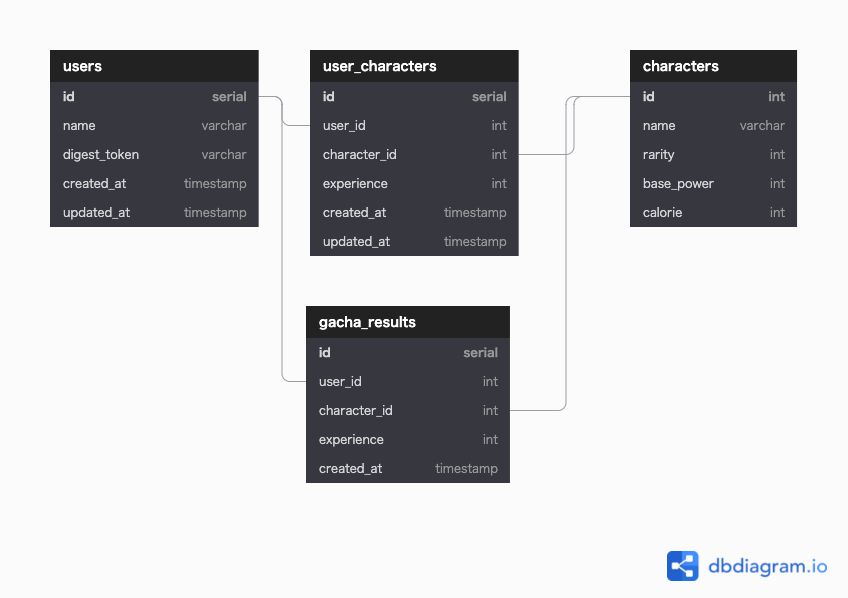 users
id serial
name varchar
digest_token varchar
created_at timestamp
updated_at timestamp
user_characters
id serial
user_id int
character_id int
experience int
created_at timestamp
updated_at timestamp
characters
id int
name varchar
rarity int
base_power int
calorie int
gacha_results
id serial
user_id int
character_id int
experience int
created_at timestamp
dbdiagram.io